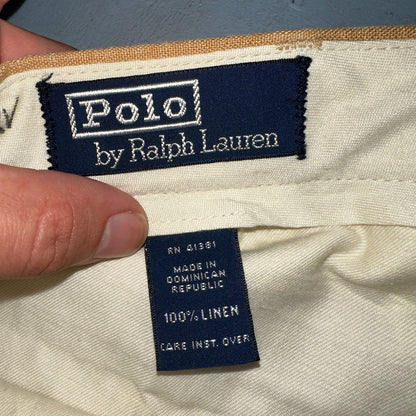 Polo
by Ralph Lauren
RN 41381
MADE IN
DOMINICAN
REPUBLIC
100% LINEN
CARE INST. OVER